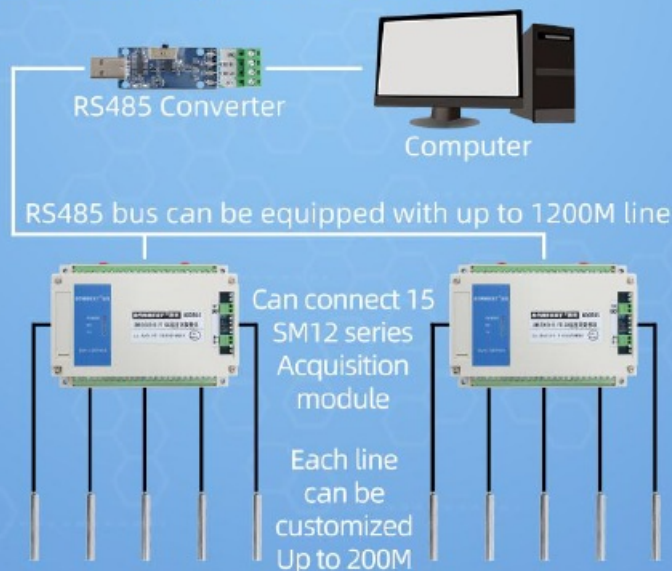 RS485 Converter
Computer
RS485 bus can be equipped with up to 1200M line
Can connect 15
SM12 series
Acquisition
module
Each line
can be
customized
Up to 200M